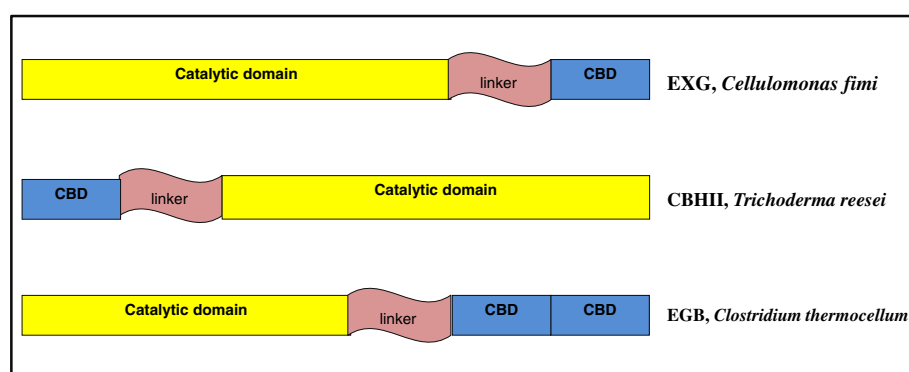 Catalytic domain linker CBD EXG, Cellulomonas fimi
CBD linker Catalytic domain CBHII, Trichoderma reesei
Catalytic domain linker CBD CBD EGB, Clostridium thermocellum